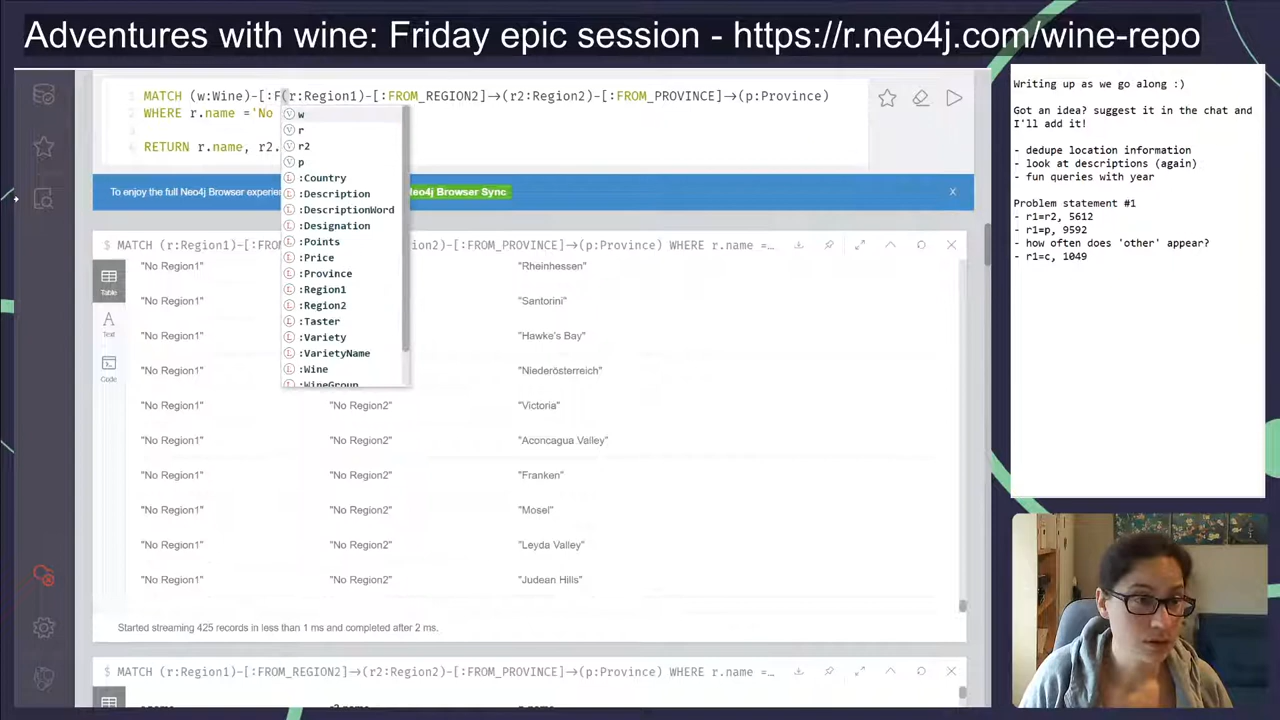 Adventures with wine: Friday epic session - https://r.neo4j.com/wine-repo
1 MATCH (w:Wine)-[:F(r:Region1)-[:FROM_REGION2]→(r2:Region2)-[:FROM_PROVINCE]→(p:Province)
2 WHERE r.name ='No
4 RETURN r.name, r2.
w
r
r2
p
:Country
:Description
:DescriptionWord
:Designation
:Points
:Price
:Province
:Region1
:Region2
:Taster
:Variety
:VarietyName
:Wine
:WineGroup
To enjoy the full Neo4j Browser experie
Neo4j Browser Sync
x
$ MATCH (r:Region1)-[:FRO
gion2)-[:FROM_PROVINCE]→(p:Province) WHERE r.name =…
Table
Text
Code
"No Region1" "Rheinhessen"
"No Region1" "Santorini"
"No Region1" "Hawke's Bay"
"No Region1" "Niederösterreich"
"No Region1" "No Region2" "Victoria"
"No Region1" "No Region2" "Aconcagua Valley"
"No Region1" "No Region2" "Franken"
"No Region1" "No Region2" "Mosel"
"No Region1" "No Region2" "Leyda Valley"
"No Region1" "No Region2" "Judean Hills"
Started streaming 425 records in less than 1 ms and completed after 2 ms.
$ MATCH (r:Region1)-[:FROM_REGION2]→(r2:Region2)-[:FROM_PROVINCE]→(p:Province) WHERE r.name =…
Writing up as we go along :)
Got an idea? suggest it in the chat and
I'll add it!
- dedupe location information
- look at descriptions (again)
- fun queries with year
Problem statement #1
- r1=r2, 5612
- r1=p, 9592
- how often does 'other' appear?
- r1=c, 1049